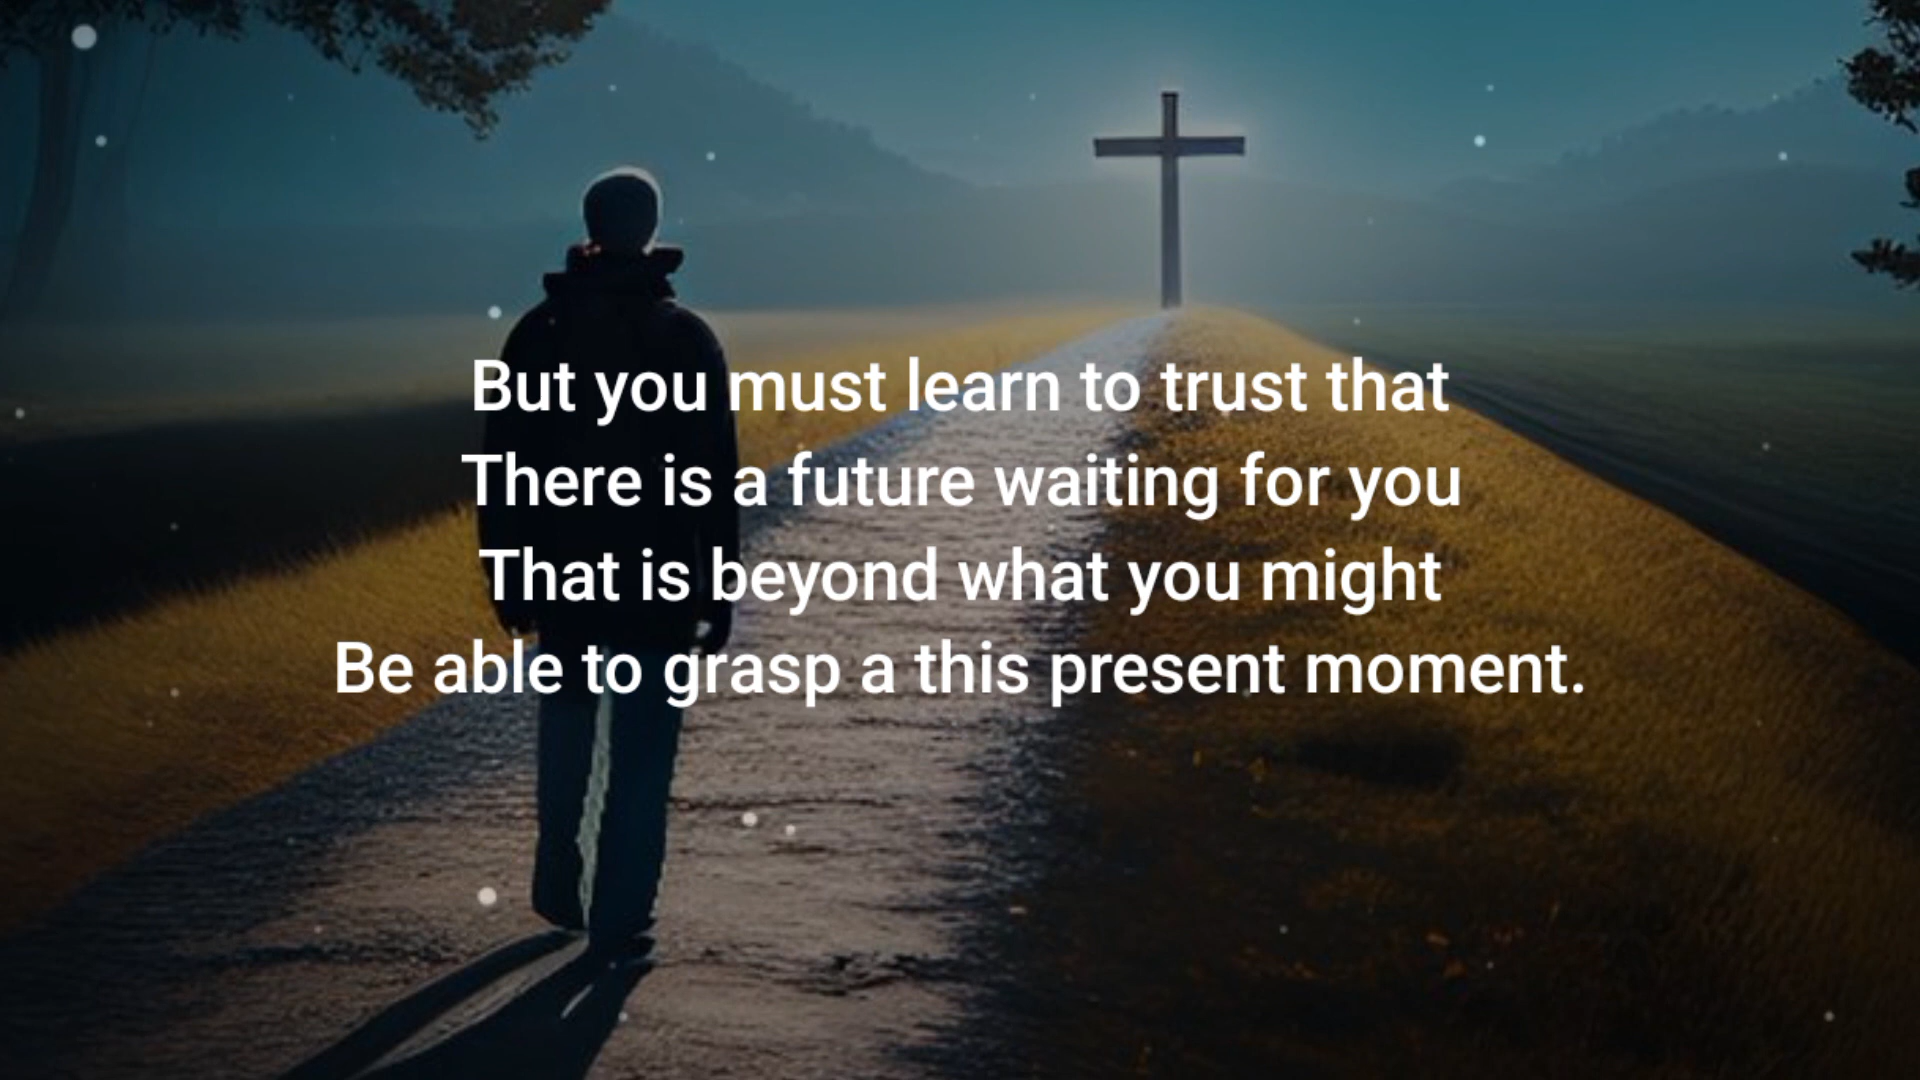 But you must learn to trust that
There is a future waiting for you
That is beyond what you might
Be able to grasp a this present moment.